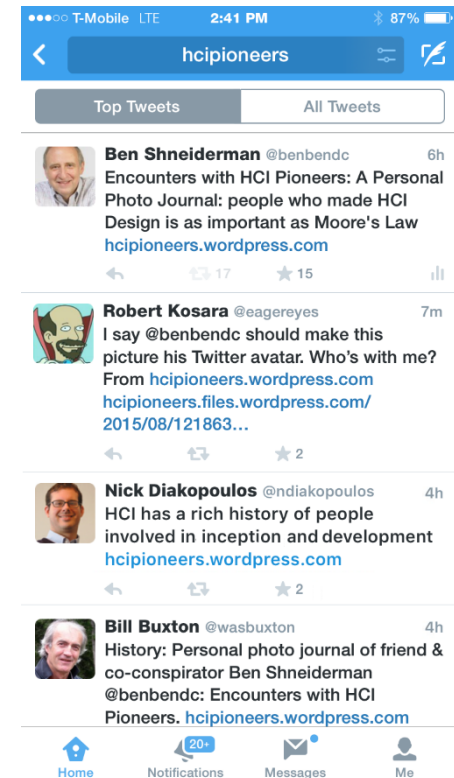 T-Mobile LTE 2:41 PM 87%
hcipioneers
Top Tweets All Tweets
Ben Shneiderman @benbendc 6h
Encounters with HCI Pioneers: A Personal
Photo Journal: people who made HCI
Design is as important as Moore's Law
hcipioneers.wordpress.com
17 15
Robert Kosara @eagereyes 7m
I say @benbendc should make this
picture his Twitter avatar. Who's with me?
From hcipioneers.wordpress.com
hcipioneers.files.wordpress.com/
2015/08/121863...
2
Nick Diakopoulos @ndiakopoulos 4h
HCI has a rich history of people
involved in inception and development
hcipioneers.wordpress.com
2
Bill Buxton @wasbuxton 4h
History: Personal photo journal of friend &
co-conspirator Ben Shneiderman
@benbendc: Encounters with HCI
Pioneers. hcipioneers.wordpress.com
20+
Home Notifications Messages Me